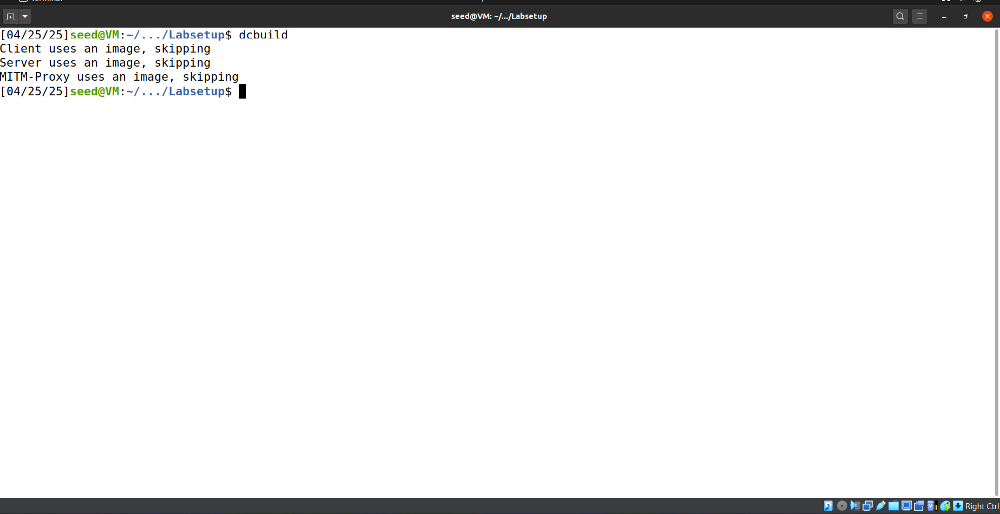 seed@VM: ~/.../Labsetup
[04/25/25]seed@VM:~/.../Labsetup$ dcbuild
Client uses an image, skipping
Server uses an image, skipping
MITM-Proxy uses an image, skipping
[04/25/25]seed@VM:~/.../Labsetup$
Right Ctrl